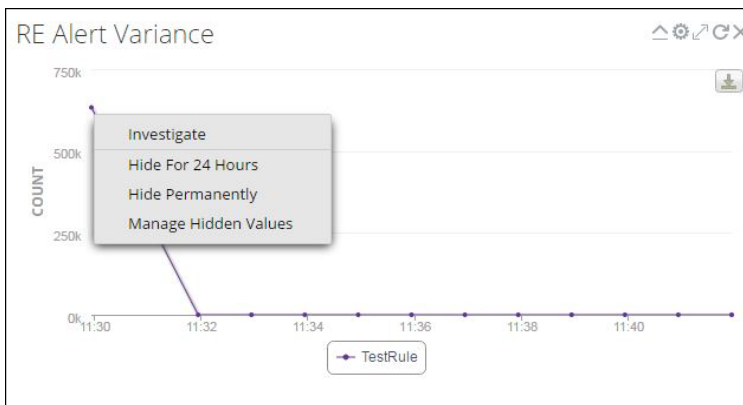 RE Alert Variance
750k
500k
250k
0k
COUNT
Investigate
Hide For 24 Hours
Hide Permanently
Manage Hidden Values
11:30 11:32 11:34 11:36 11:38 11:40
TestRule